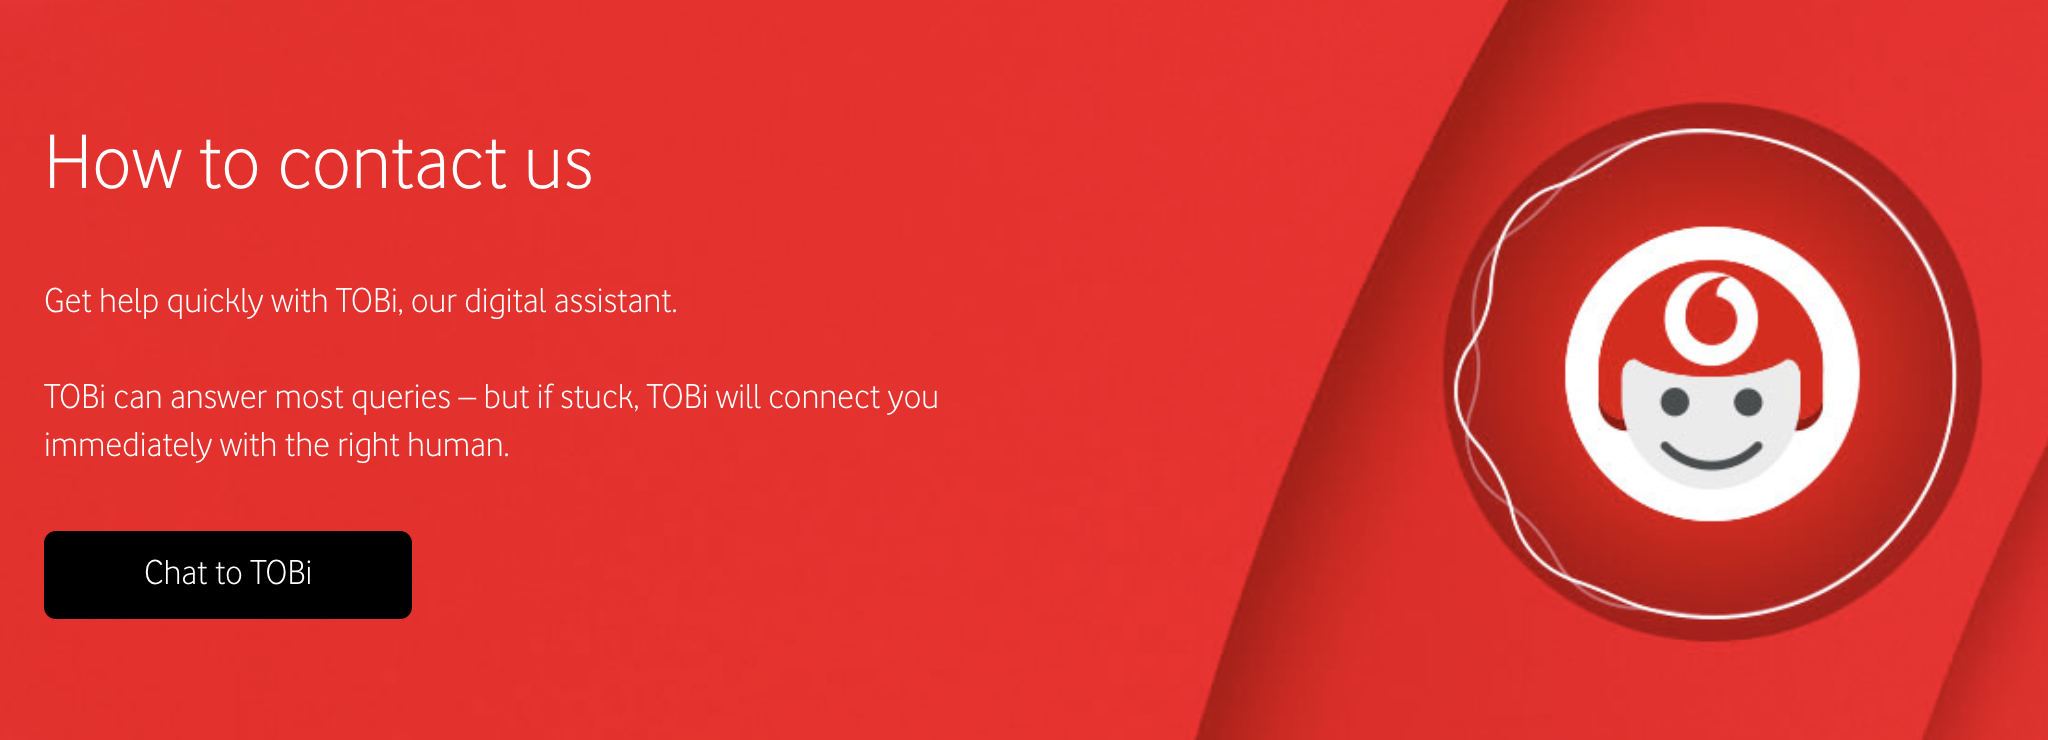 How to contact us
Get help quickly with TOBi, our digital assistant.
TOBi can answer most queries – but if stuck, TOBi will connect you
immediately with the right human.
Chat to TOBi